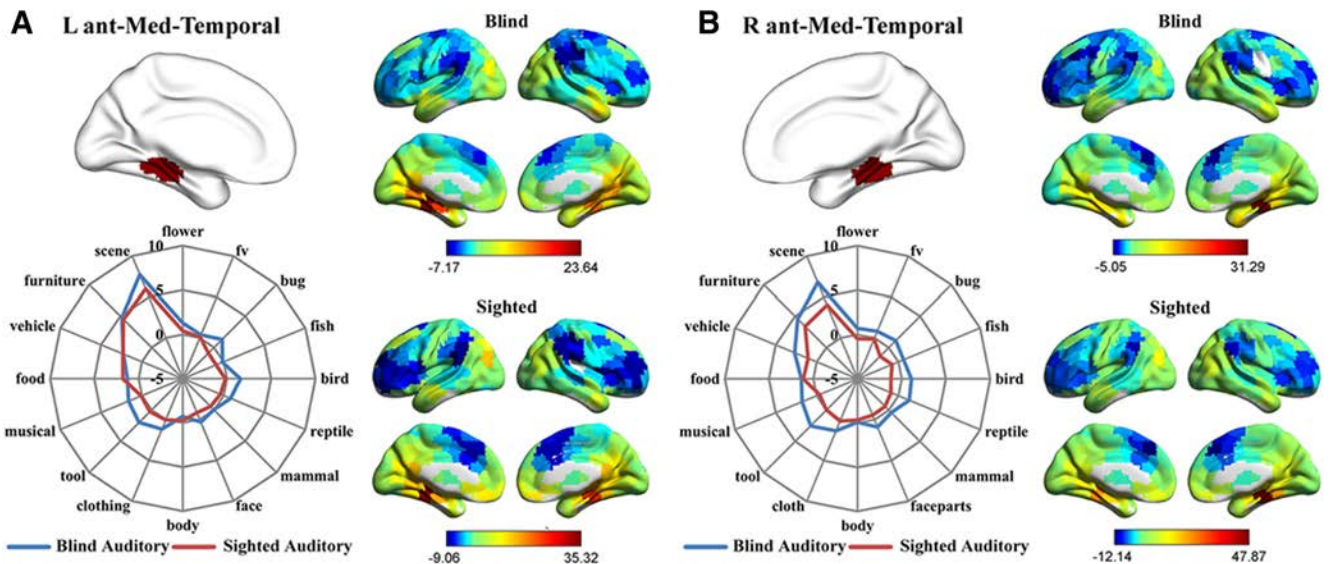 A L ant-Med-Temporal
Blind
-7.17 23.64
flower
scene 10 fv
furniture 5 bug
vehicle 0 fish
food -5 bird
musical reptile
tool mammal
clothing face
body
Blind Auditory Sighted Auditory
Sighted
-9.06 35.32
B R ant-Med-Temporal
Blind
-5.05 31.29
flower
scene 10 fv
furniture 5 bug
vehicle 0 fish
food -5 bird
musical reptile
tool mammal
cloth faceparts
body
Blind Auditory Sighted Auditory
Sighted
-12.14 47.87